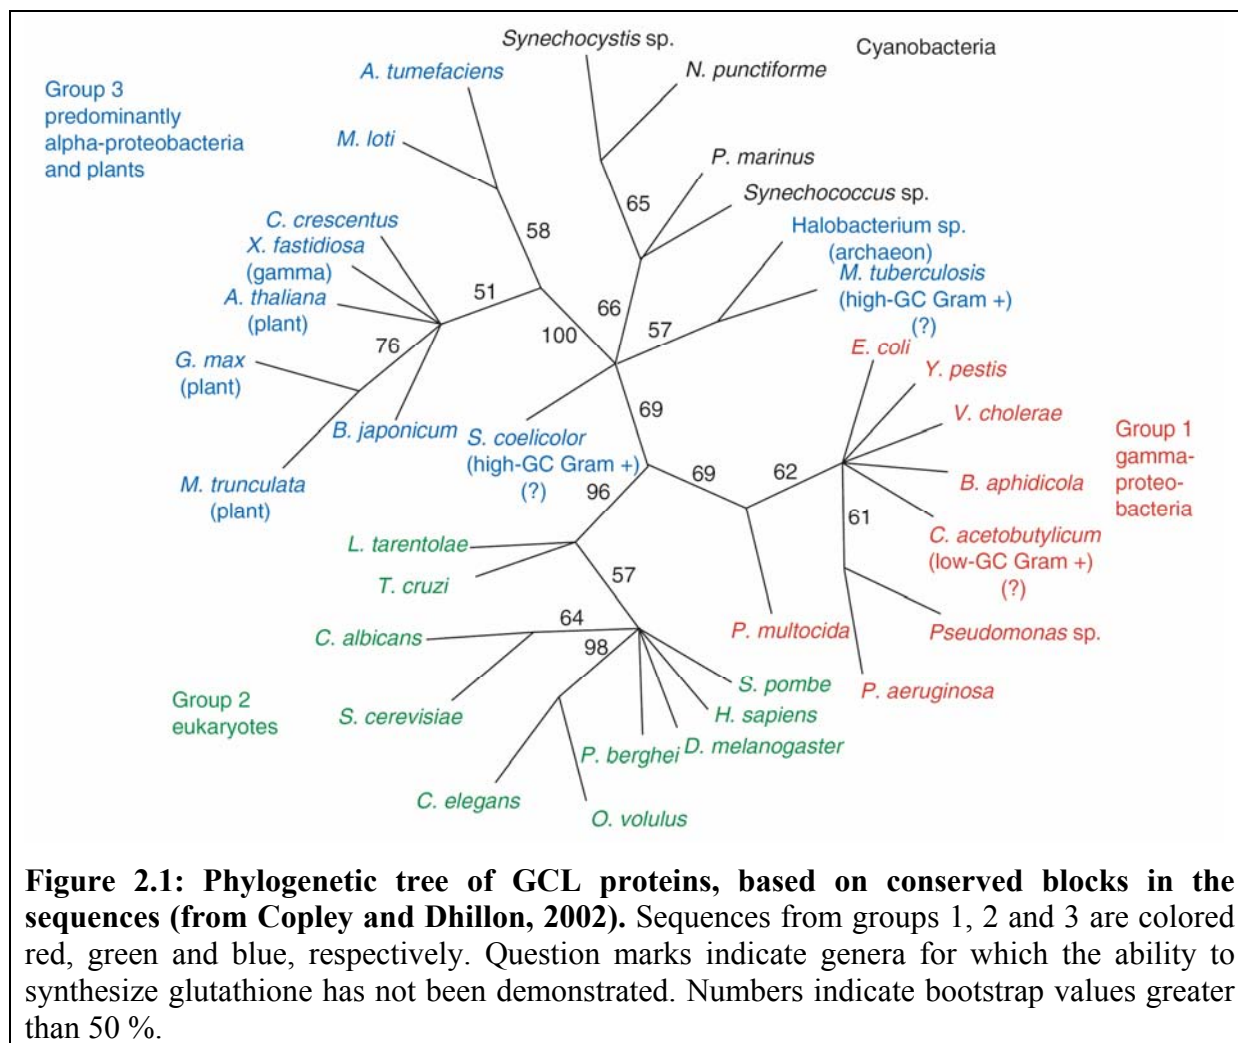 Synechocystis sp.
Cyanobacteria
A. tumefaciens
N. punctiforme
Group 3
predominantly
alpha-proteobacteria
and plants
M. loti
P. marinus
65
Synechococcus sp.
C. crescentus
58
Halobacterium sp.
(archaeon)
X. fastidiosa
(gamma)
M. tuberculosis
(high-GC Gram +)
(?)
A. thaliana
(plant)
51
66
57
100
76
E. coli
G. max
(plant)
Y. pestis
69
V. cholerae
B. japonicum
S. coelicolor
(high-GC Gram +)
(?)
Group 1
gamma-
proteo-
bacteria
69
62
M. trunculata
(plant)
96
B. aphidicola
61
C. acetobutylicum
(low-GC Gram +)
(?)
L. tarentolae
T. cruzi
57
64
C. albicans
98
P. multocida
Pseudomonas sp.
S. pombe
P. aeruginosa
Group 2
eukaryotes
S. cerevisiae
H. sapiens
D. melanogaster
P. berghei
C. elegans
O. volulus
Figure 2.1: Phylogenetic tree of GCL proteins, based on conserved blocks in the
sequences (from Copley and Dhillon, 2002). Sequences from groups 1, 2 and 3 are colored
red, green and blue, respectively. Question marks indicate genera for which the ability to
synthesize glutathione has not been demonstrated. Numbers indicate bootstrap values greater
than 50 %.